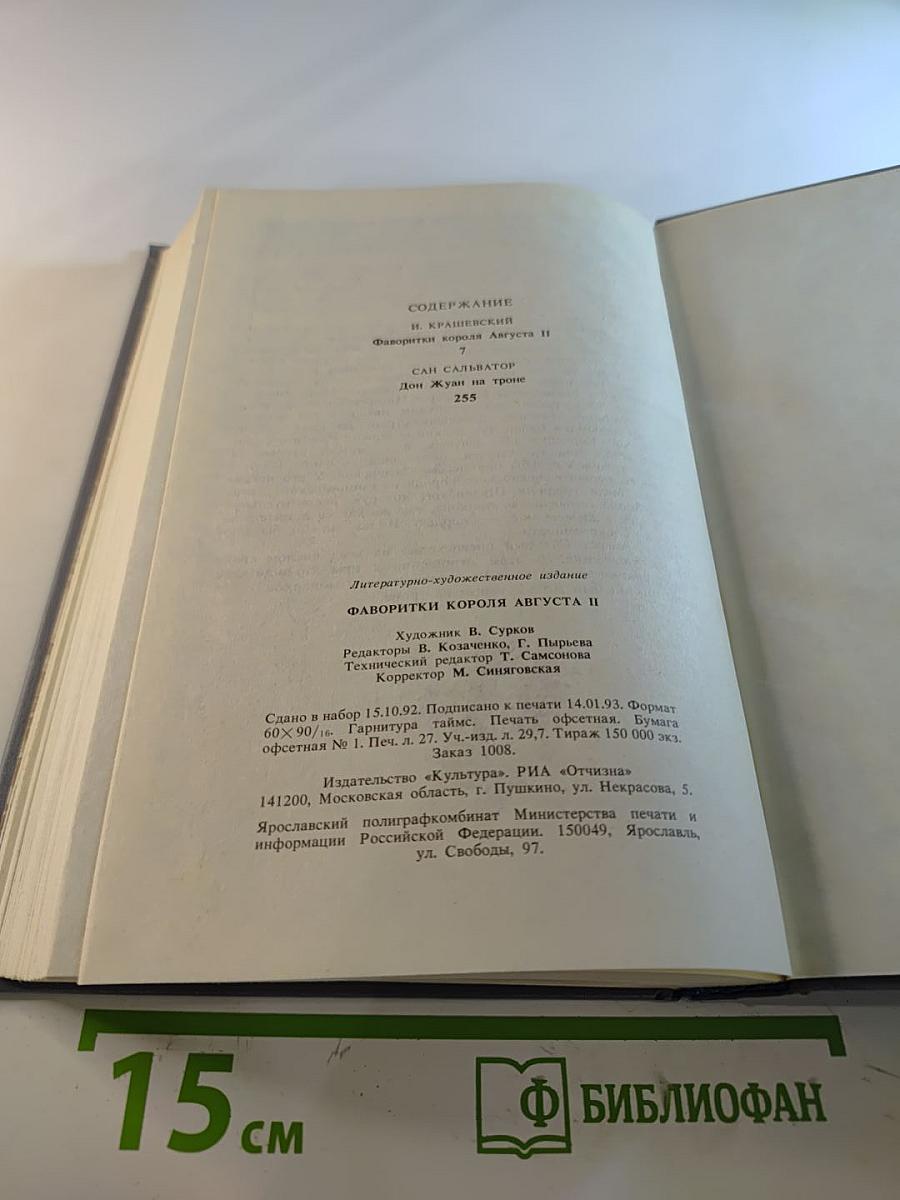 СОДЕРЖАНИЕ
И. КРАШЕВСКИЙ
Фаворитки короля Августа II
7
САН САЛЬВАТОР
Дон Жуан на троне
255
Литературно-художественное издание
ФАВОРИТКИ КОРОЛЯ АВГУСТА II
Художник В. Сурков
Редакторы В. Козаченко, Г. Пырьева
Технический редактор Т. Самсонова
Корректор М. Синяговская
Сдано в набор 15.10.92. Подписано к печати 14.01.93. Формат
60×90/16. Гарнитура таймс. Печать офсетная. Бумага
офсетная № 1. Печ. л. 27. Уч.-изд. л. 29,7. Тираж 150 000 экз.
Заказ 1008.
Издательство «Культура». РИА «Отчизна»
141200, Московская область, г. Пушкино, ул. Некрасова, 5.
Ярославский полиграфкомбинат Министерства печати и
информации Российской Федерации. 150049, Ярославль,
ул. Свободы, 97.
15 см
Ф БИБЛИОФАН